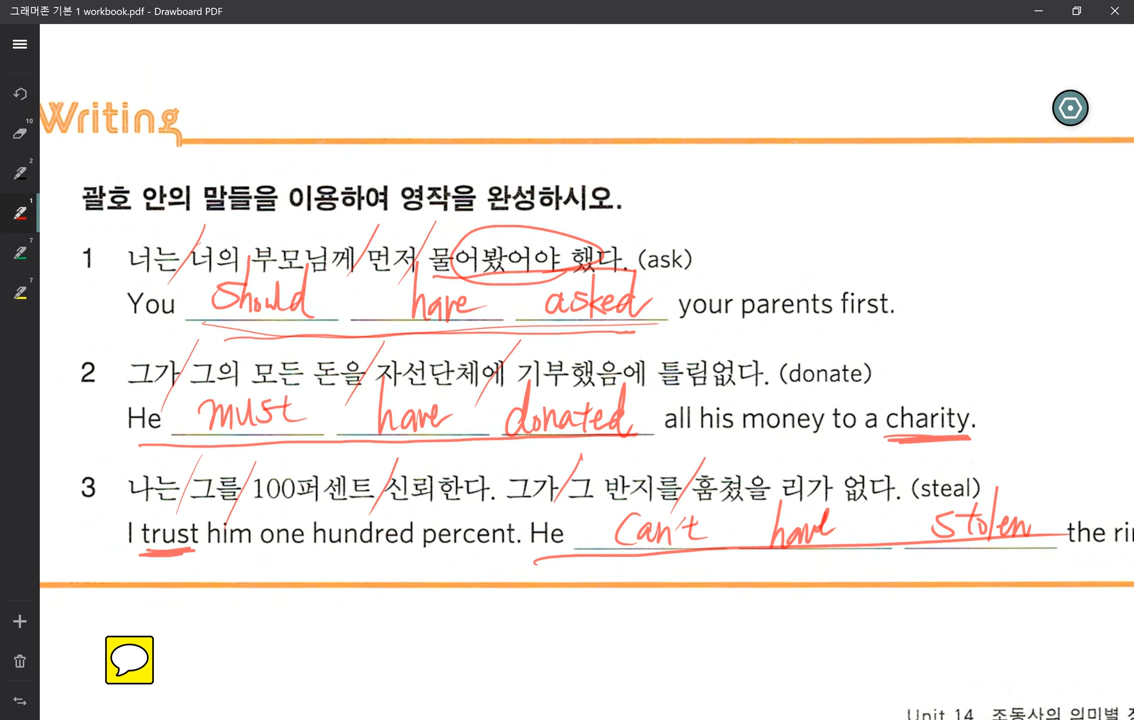 그래머존 기본 1 workbook.pdf - Drawboard PDF
10
2
1
7
7
Writing
괄호 안의 말들을 이용하여 영작을 완성하시오.
1 너는 너의 부모님께 먼저 물어봤어야 했다. (ask)
You should have asked your parents first.
2 그가 그의 모든 돈을 자선단체에 기부했음에 틀림없다. (donate)
He must have donated all his money to a charity.
3 나는 그를 100퍼센트 신뢰한다. 그가 그 반지를 훔쳤을 리가 없다. (steal)
I trust him one hundred percent. He can't have stolen the
Unit 14 조동사의 의미별